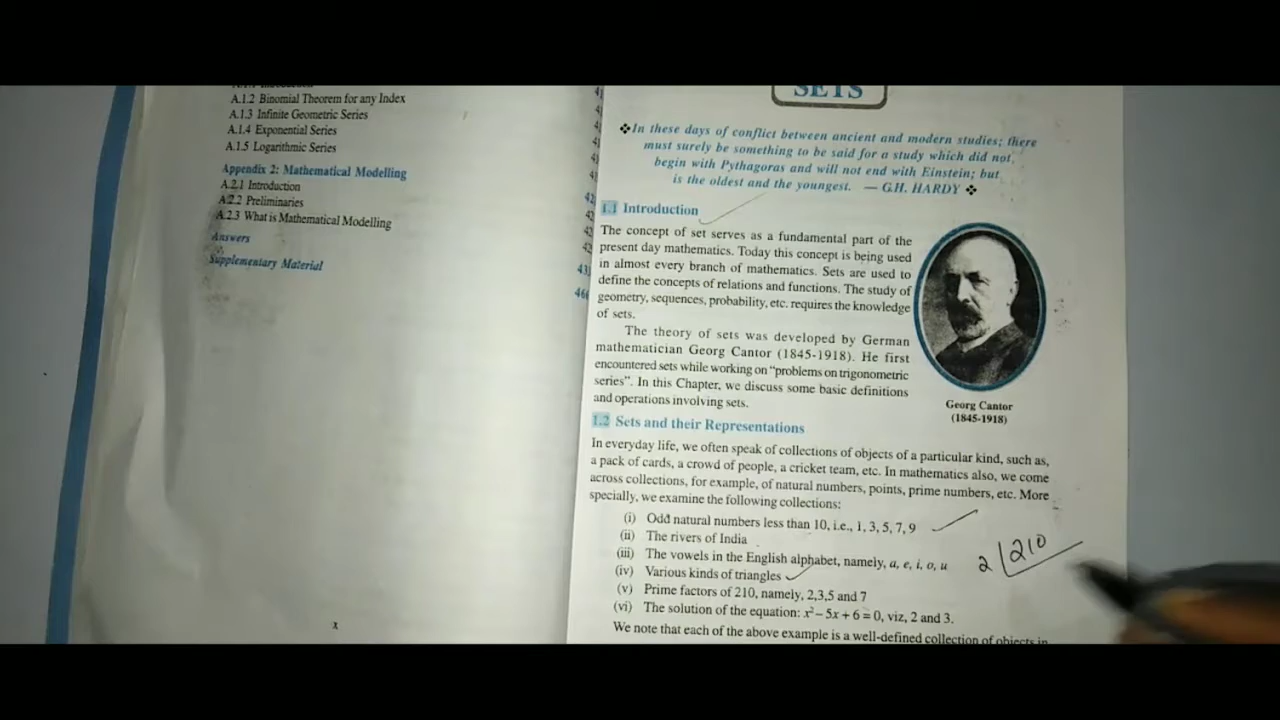 A.1.2 Binomial Theorem for any Index
A.1.3 Infinite Geometric Series
A.1.4 Exponential Series
A.1.5 Logarithmic Series
Appendix 2: Mathematical Modelling
A.2.1 Introduction
A.2.2 Preliminaries
A.2.3 What is Mathematical Modelling
Answers
Supplementary Material
x
SETS
❖In these days of conflict between ancient and modern studies; there
must surely be something to be said for a study which did not
begin with Pythagoras and will not end with Einstein; but
is the oldest and the youngest. — G.H. HARDY ❖
1.1 Introduction
The concept of set serves as a fundamental part of the
present day mathematics. Today this concept is being used
in almost every branch of mathematics. Sets are used to
define the concepts of relations and functions. The study of
geometry, sequences, probability, etc. requires the knowledge
of sets.
The theory of sets was developed by German
mathematician Georg Cantor (1845-1918). He first
encountered sets while working on “problems on trigonometric
series”. In this Chapter, we discuss some basic definitions
and operations involving sets.
Georg Cantor
(1845-1918)
1.2 Sets and their Representations
In everyday life, we often speak of collections of objects of a particular kind, such as,
a pack of cards, a crowd of people, a cricket team, etc. In mathematics also, we come
across collections, for example, of natural numbers, points, prime numbers, etc. More
specially, we examine the following collections:
(i) Odd natural numbers less than 10, i.e., 1, 3, 5, 7, 9
(ii) The rivers of India
(iii) The vowels in the English alphabet, namely, a, e, i, o, u
(iv) Various kinds of triangles
(v) Prime factors of 210, namely, 2,3,5 and 7
(vi) The solution of the equation: x² – 5x + 6 = 0, viz, 2 and 3.
We note that each of the above example is a well-defined collection of objects in
2 210